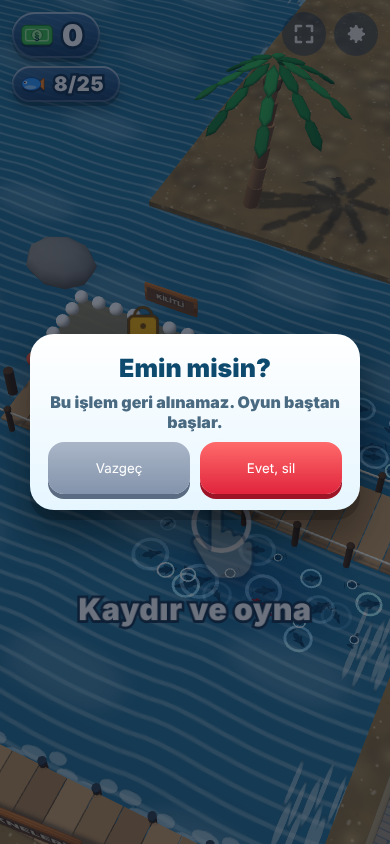 0
8/25
KİLİTLİ
Emin misin?
Bu işlem geri alınamaz. Oyun baştan
başlar.
Vazgeç
Evet, sil
Kaydır ve oyna